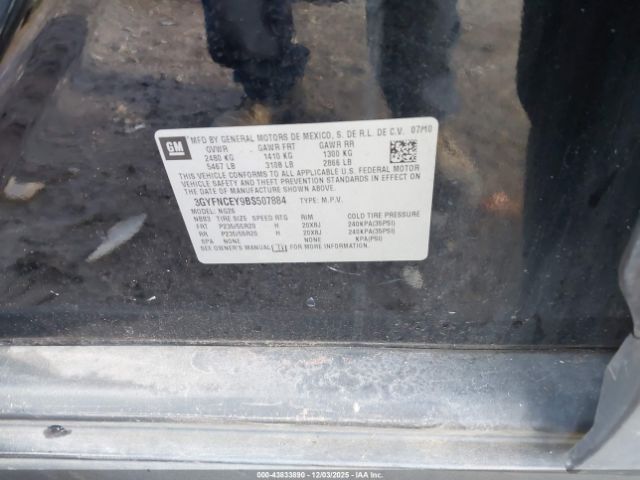 GM
MFD BY GENERAL MOTORS DE MEXICO, S. DE R.L. DE C.V. 07/10
GVWR GAWR FRT GAWR RR
2480 KG 1410 KG 1300 KG
5467 LB 3108 LB 2866 LB
THIS VEHICLE CONFORMS TO ALL APPLICABLE U.S. FEDERAL MOTOR
VEHICLE SAFETY AND THEFT PREVENTION STANDARDS IN EFFECT ON
THE DATE OF MANUFACTURE SHOWN ABOVE.
3GYFNCEY9BS507884 TYPE: M.P.V.
MODEL: NG26
TIRE SIZE SPEED RTG RIM COLD TIRE PRESSURE
FRT P235/55R20 H 20X8J 240KPA(35PSI)
RR P235/55R20 H 20X8J 240KPA(35PSI)
SPA NONE NONE KPA(PSI)
SEE OWNER'S MANUAL FOR MORE INFORMATION.
000-43833890 - 12/03/2025 - IAAI.COM